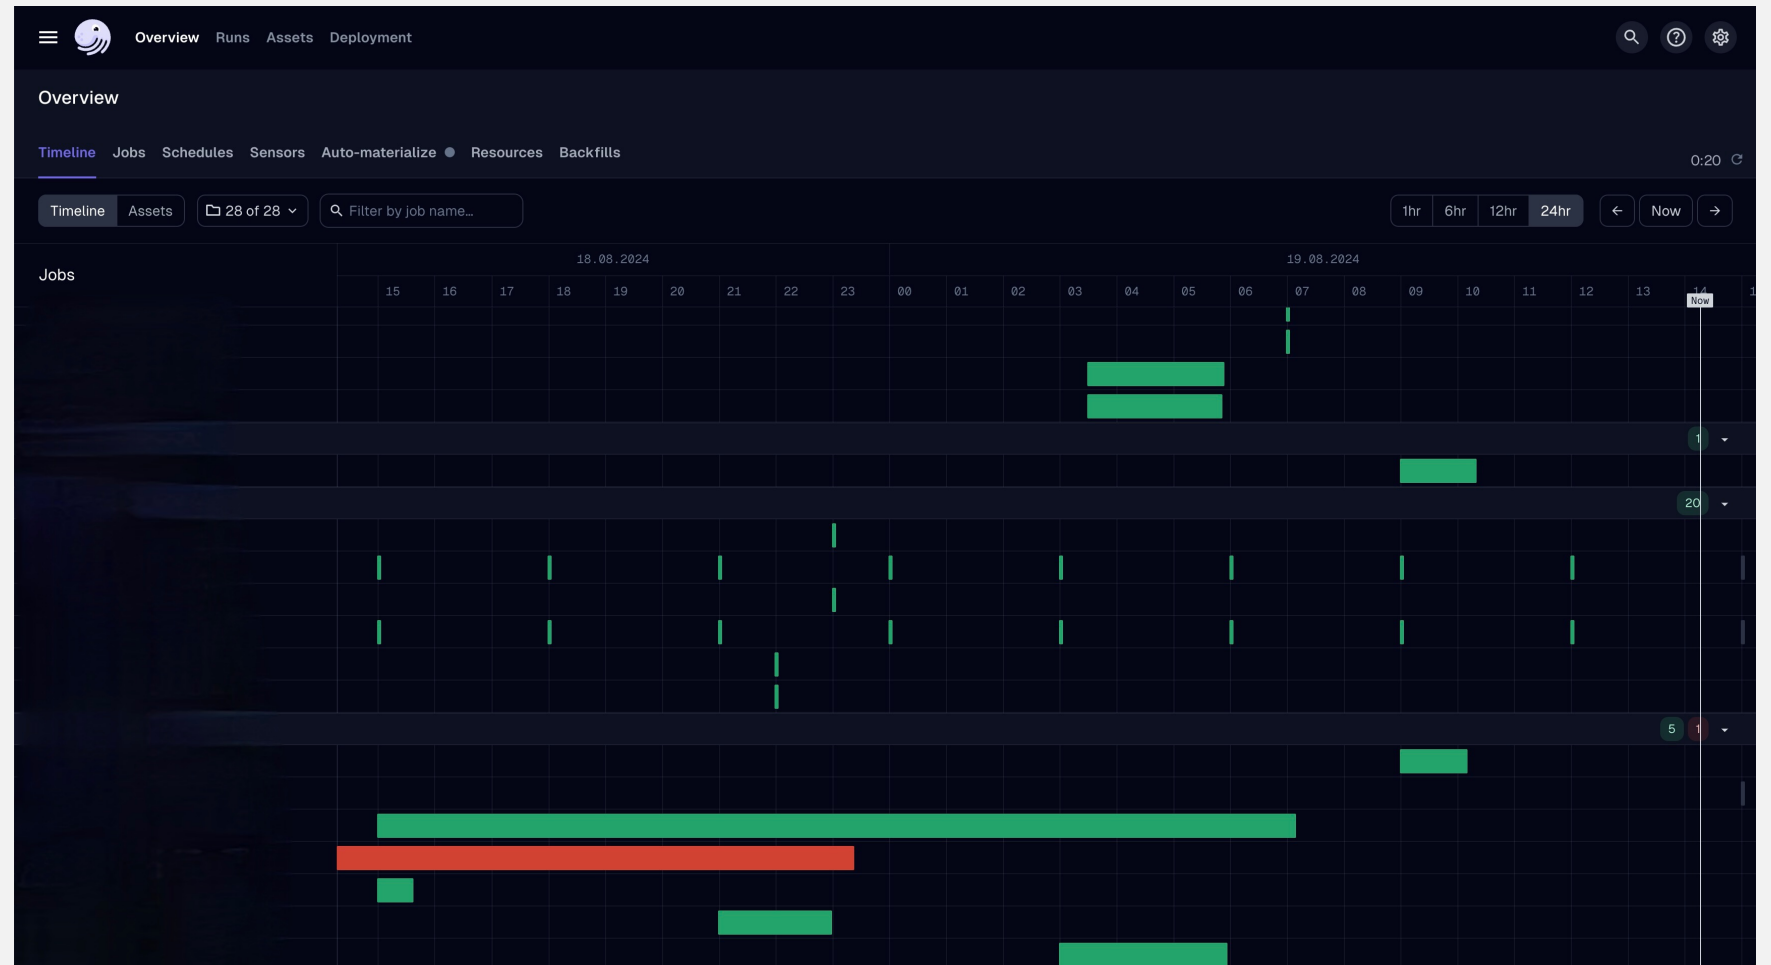 Overview Runs Assets Deployment
Overview
Timeline Jobs Schedules Sensors Auto-materialize Resources Backfills
0:20
Timeline Assets 28 of 28 Filter by job name... 1hr 6hr 12hr 24hr Now
18.08.2024 19.08.2024
Jobs
15 16 17 18 19 20 21 22 23 00 01 02 03 04 05 06 07 08 09 10 11 12 13 14
Now
1
20
5 1